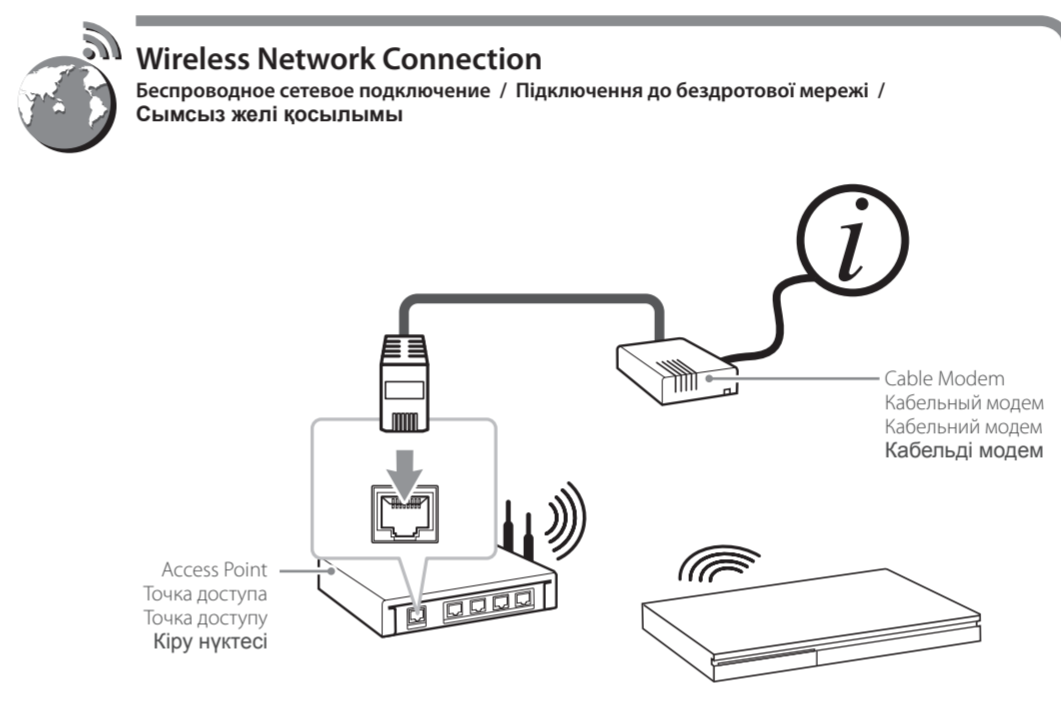 Wireless Network Connection
Беспроводное сетевое подключение / Підключення до бездротової мережі /
Сымсыз желі қосылымы
i
Cable Modem
Кабельный модем
Кабельний модем
Кабельді модем
Access Point
Точка доступа
Точка доступу
Кіру нүктесі